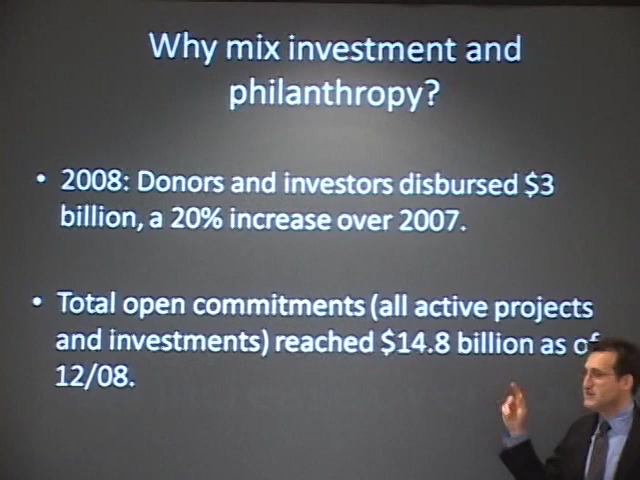 Why mix investment and
philanthropy?
• 2008: Donors and investors disbursed $3
billion, a 20% increase over 2007.
• Total open commitments (all active projects
and investments) reached $14.8 billion as of
12/08.